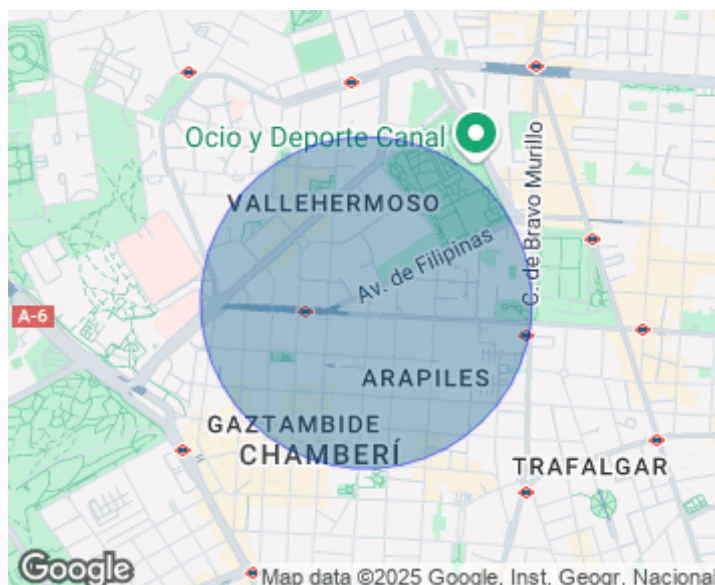 Ocio y Deporte Canal
VALLEHERMOSO
C. de Bravo Murillo
Av. de Filipinas
A-6
ARAPILES
GAZTAMBIDE
CHAMBERÍ
TRAFALGAR
Google
Map data ©2025 Google, Inst. Geogr. Nacional